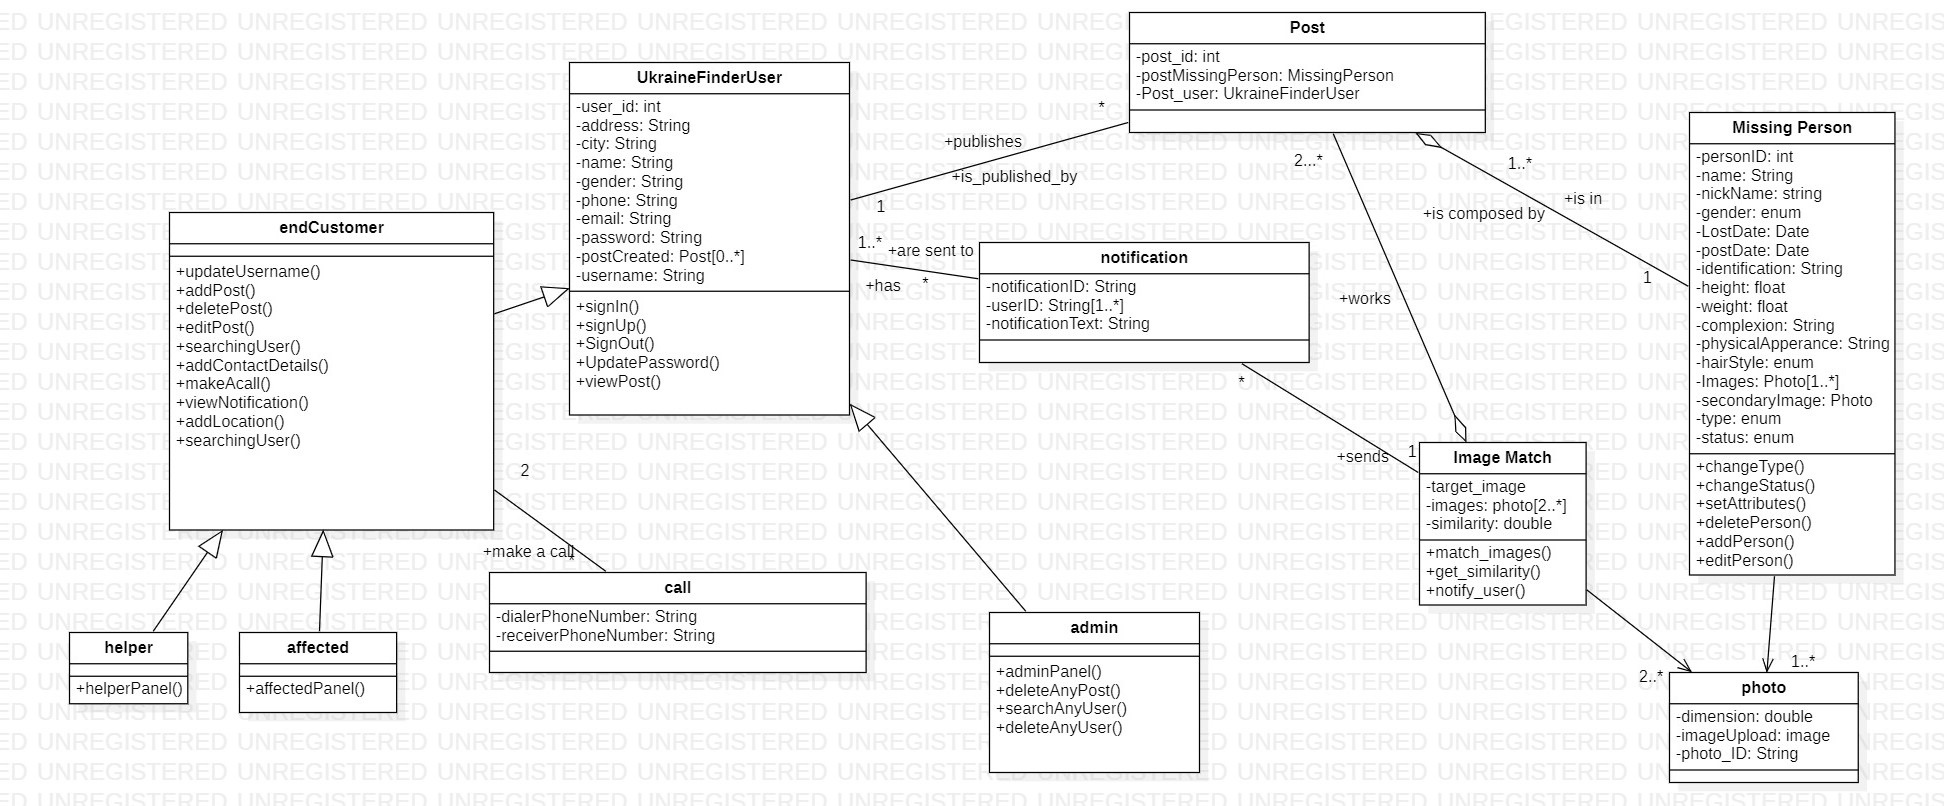 UNREGISTERED
Post
-post_id: int
-postMissingPerson: MissingPerson
-Post_user: UkraineFinderUser
UkraineFinderUser
-user_id: int
-address: String
-city: String
-name: String
-gender: String
-phone: String
-email: String
-password: String
-postCreated: Post[0..*]
-username: String
+signIn()
+signUp()
+SignOut()
+UpdatePassword()
+viewPost()
*
+publishes
+is_published_by
1
2...*
1..*
+is in
+is composed by
1
+works
Missing Person
-personID: int
-name: String
-nickName: string
-gender: enum
-LostDate: Date
-postDate: Date
-identification: String
-height: float
-weight: float
-complexion: String
-physicalApperance: String
-hairStyle: enum
-Images: Photo[1..*]
-secondaryImage: Photo
-type: enum
-status: enum
+changeType()
+changeStatus()
+setAttributes()
+deletePerson()
+addPerson()
+editPerson()
endCustomer
+updateUsername()
+addPost()
+deletePost()
+editPost()
+searchingUser()
+addContactDetails()
+makeAcall()
+viewNotification()
+addLocation()
+searchingUser()
1..*
+are sent to
+has
*
notification
-notificationID: String
-userID: String[1..*]
-notificationText: String
*
+sends
1
Image Match
-target_image
-images: photo[2..*]
-similarity: double
+match_images()
+get_similarity()
+notify_user()
2
+make a call
*
call
-dialerPhoneNumber: String
-receiverPhoneNumber: String
helper
+helperPanel()
affected
+affectedPanel()
admin
+adminPanel()
+deleteAnyPost()
+searchAnyUser()
+deleteAnyUser()
2..*
1..*
photo
-dimension: double
-imageUpload: image
-photo_ID: String